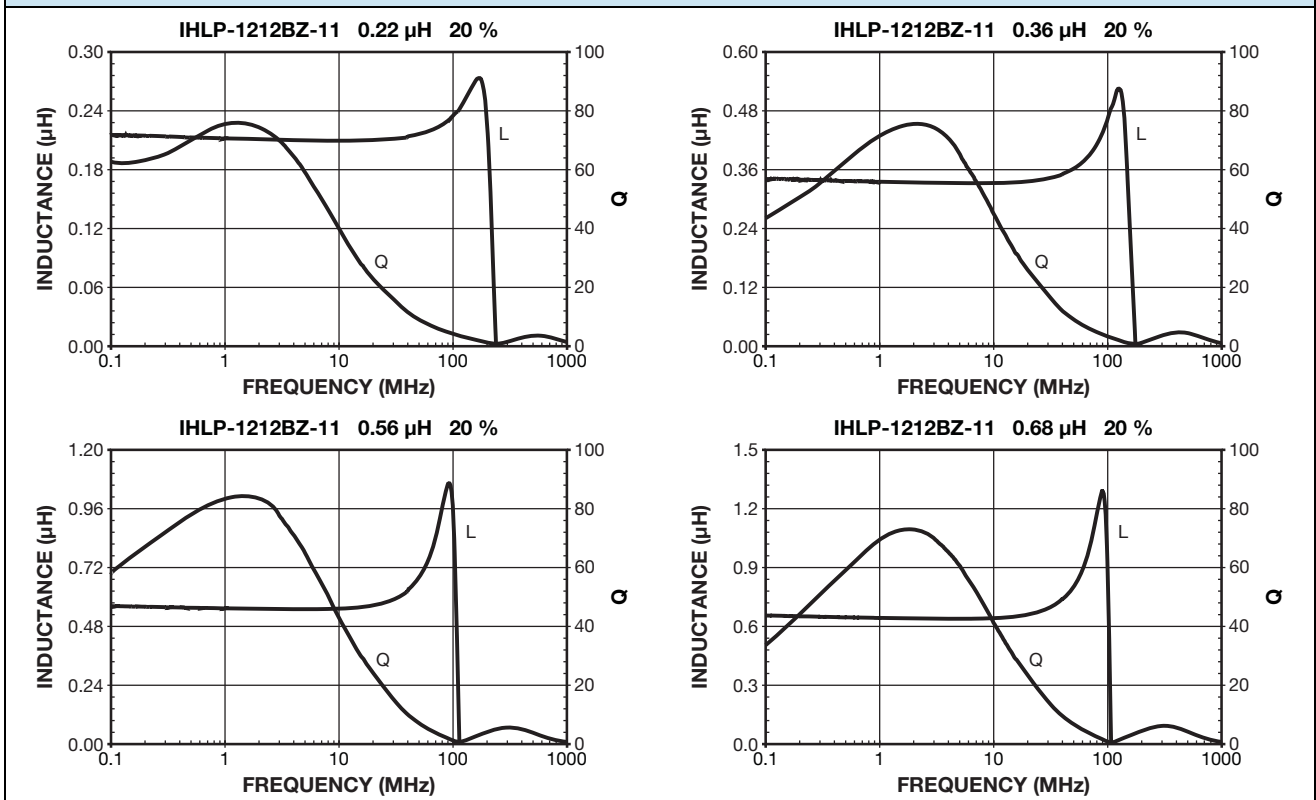 IHLP-1212BZ-11 0.22 µH 20 %
INDUCTANCE (µH)
0.30
0.24
0.18
0.12
0.06
0.00
100
80
60
40
20
0
Q
L
Q
0.1 1 10 100 1000
FREQUENCY (MHz)
IHLP-1212BZ-11 0.36 µH 20 %
INDUCTANCE (µH)
0.60
0.48
0.36
0.24
0.12
0.00
100
80
60
40
20
0
Q
L
Q
0.1 1 10 100 1000
FREQUENCY (MHz)
IHLP-1212BZ-11 0.56 µH 20 %
INDUCTANCE (µH)
1.20
0.96
0.72
0.48
0.24
0.00
100
80
60
40
20
0
Q
L
Q
0.1 1 10 100 1000
FREQUENCY (MHz)
IHLP-1212BZ-11 0.68 µH 20 %
INDUCTANCE (µH)
1.5
1.2
0.9
0.6
0.3
0.0
100
80
60
40
20
0
Q
L
Q
0.1 1 10 100 1000
FREQUENCY (MHz)